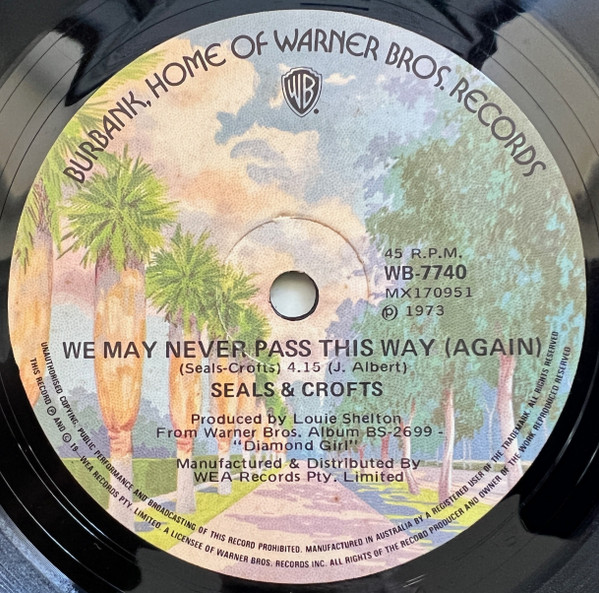 BURBANK, HOME OF WARNER BROS. RECORDS
WB
45 R.P.M.
WB-7740
MX170951
℗ 1973
WE MAY NEVER PASS THIS WAY (AGAIN)
(Seals-Crofts) 4.15 (J. Albert)
SEALS & CROFTS
Produced by Louie Shelton
From Warner Bros. Album BS-2699 -
"Diamond Girl"
Manufactured & Distributed By
WEA Records Pty. Limited
UNAUTHORISED COPYING, PUBLIC PERFORMANCE AND BROADCASTING OF THIS RECORD PROHIBITED. MANUFACTURED IN AUSTRALIA BY A REGISTERED USER OF THE TRADEMARK. ALL RIGHTS RESERVED
THIS RECORD ℗ AND © 19 WEA RECORDS PTY. LIMITED. A LICENSEE OF WARNER BROS. RECORDS INC. ALL RIGHTS OF THE RECORD PRODUCER AND OWNER OF THE WORK REPRODUCED RESERVED